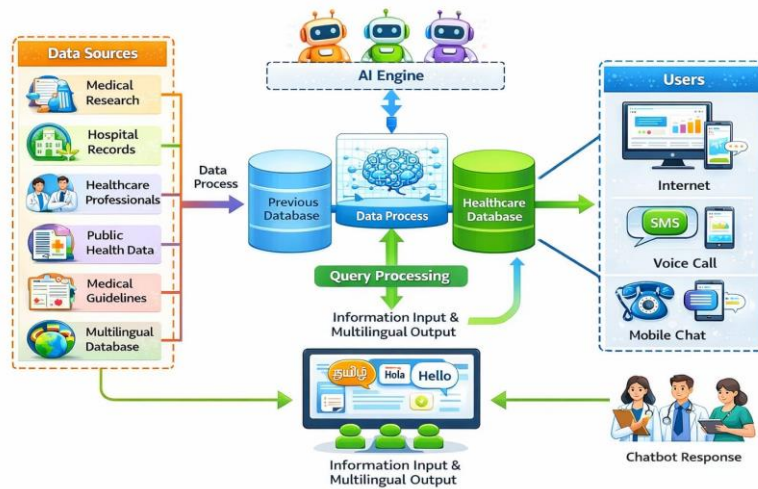 Data Sources
Medical
Research
Hospital
Records
Healthcare
Professionals
Public
Health Data
Medical
Guidelines
Multilingual
Database
Data
Process
AI Engine
Previous
Database
Data Process
Healthcare
Database
Query Processing
Information Input &
Multilingual Output
Users
Internet
SMS
Voice Call
Mobile Chat
Hola
Hello
Information Input &
Multilingual Output
Chatbot Response